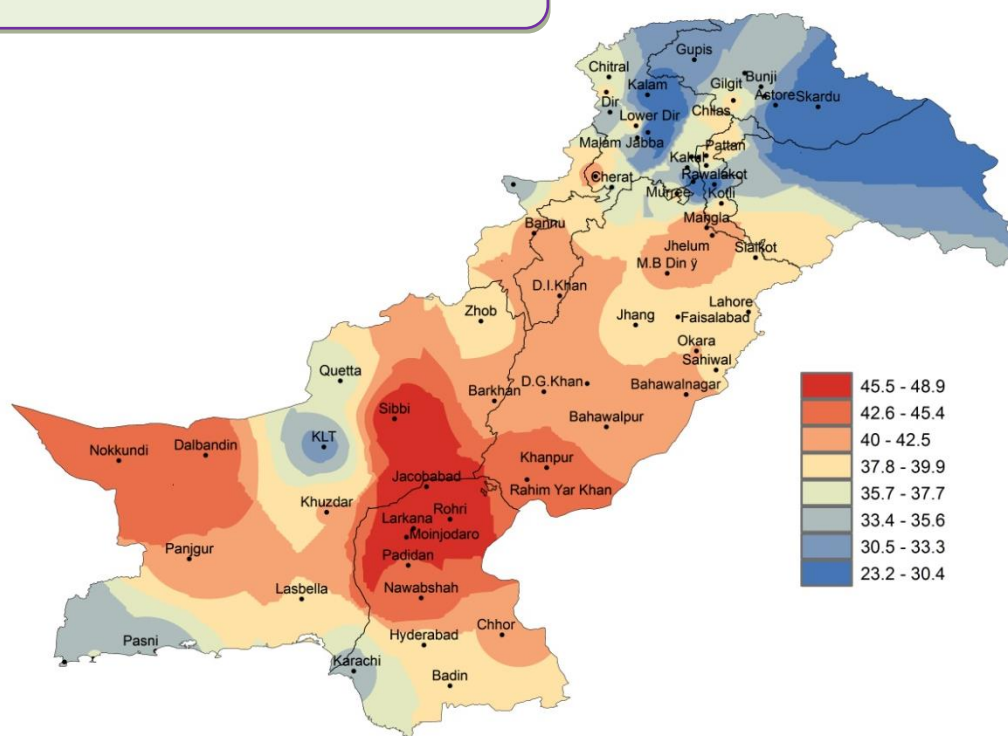 Gupis
Chitral
Kalam
Bunji
Gilgit
Astore
Skardu
Dir
Chilas
Lower Dir
Malam Jabba
Pattan
Rawalakot
Cherat
Murree
Kotli
Mangla
Bannu
Jhelum
Sialkot
M.B Din ÿ
D.I.Khan
Lahore
Zhob
Jhang
Faisalabad
Okara
Sahiwal
Quetta
D.G.Khan
Bahawalnagar
Barkhan
45.5 - 48.9
Sibbi
42.6 - 45.4
Bahawalpur
40 - 42.5
KLT
Nokkundi
Dalbandin
37.8 - 39.9
Khanpur
35.7 - 37.7
Jacobabad
Rahim Yar Khan
33.4 - 35.6
Khuzdar
Rohri
30.5 - 33.3
Larkana
Moinjodaro
23.2 - 30.4
Panjgur
Padidan
Lasbella
Nawabshah
Chhor
Hyderabad
Pasni
Karachi
Badin